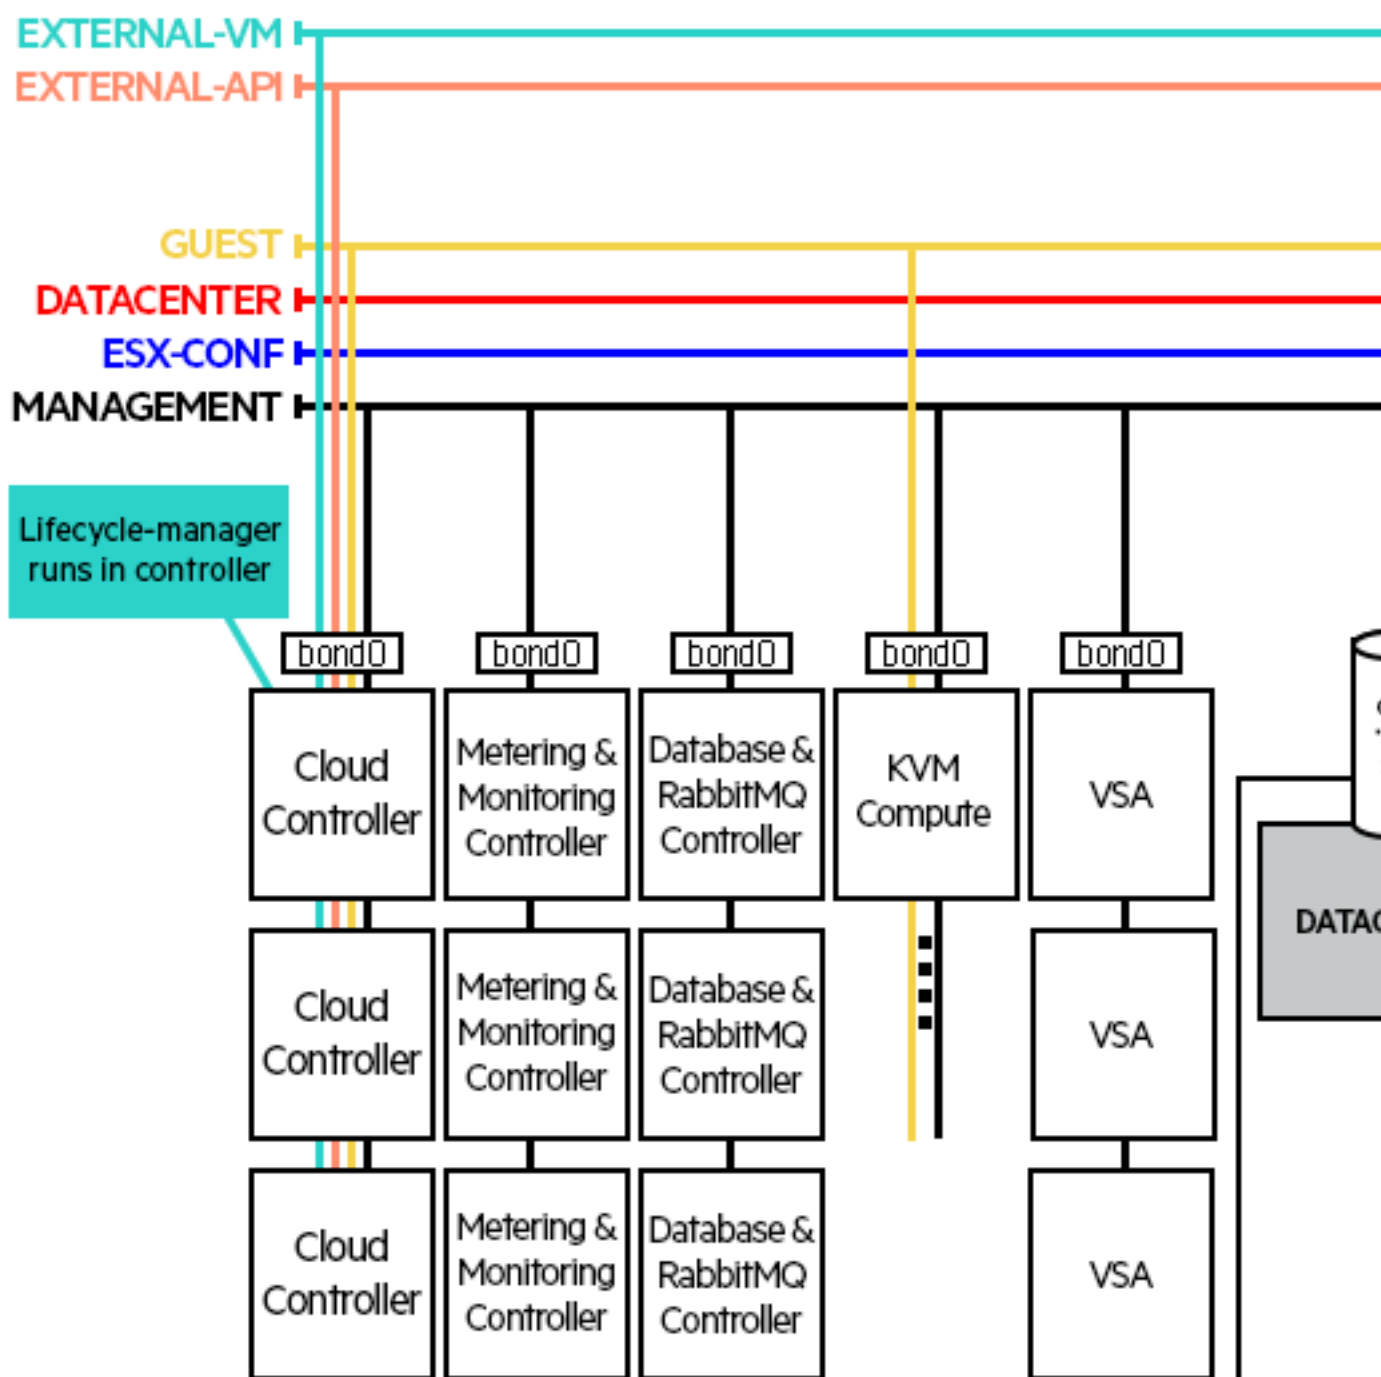 EXTERNAL-VM
EXTERNAL-API
GUEST
DATACENTER
ESX-CONF
MANAGEMENT
Lifecycle-manager
runs in controller
bond0
bond0
bond0
bond0
bond0
Cloud
Controller
Metering &
Monitoring
Controller
Database &
RabbitMQ
Controller
KVM
Compute
VSA
Cloud
Controller
Metering &
Monitoring
Controller
Database &
RabbitMQ
Controller
VSA
Cloud
Controller
Metering &
Monitoring
Controller
Database &
RabbitMQ
Controller
VSA